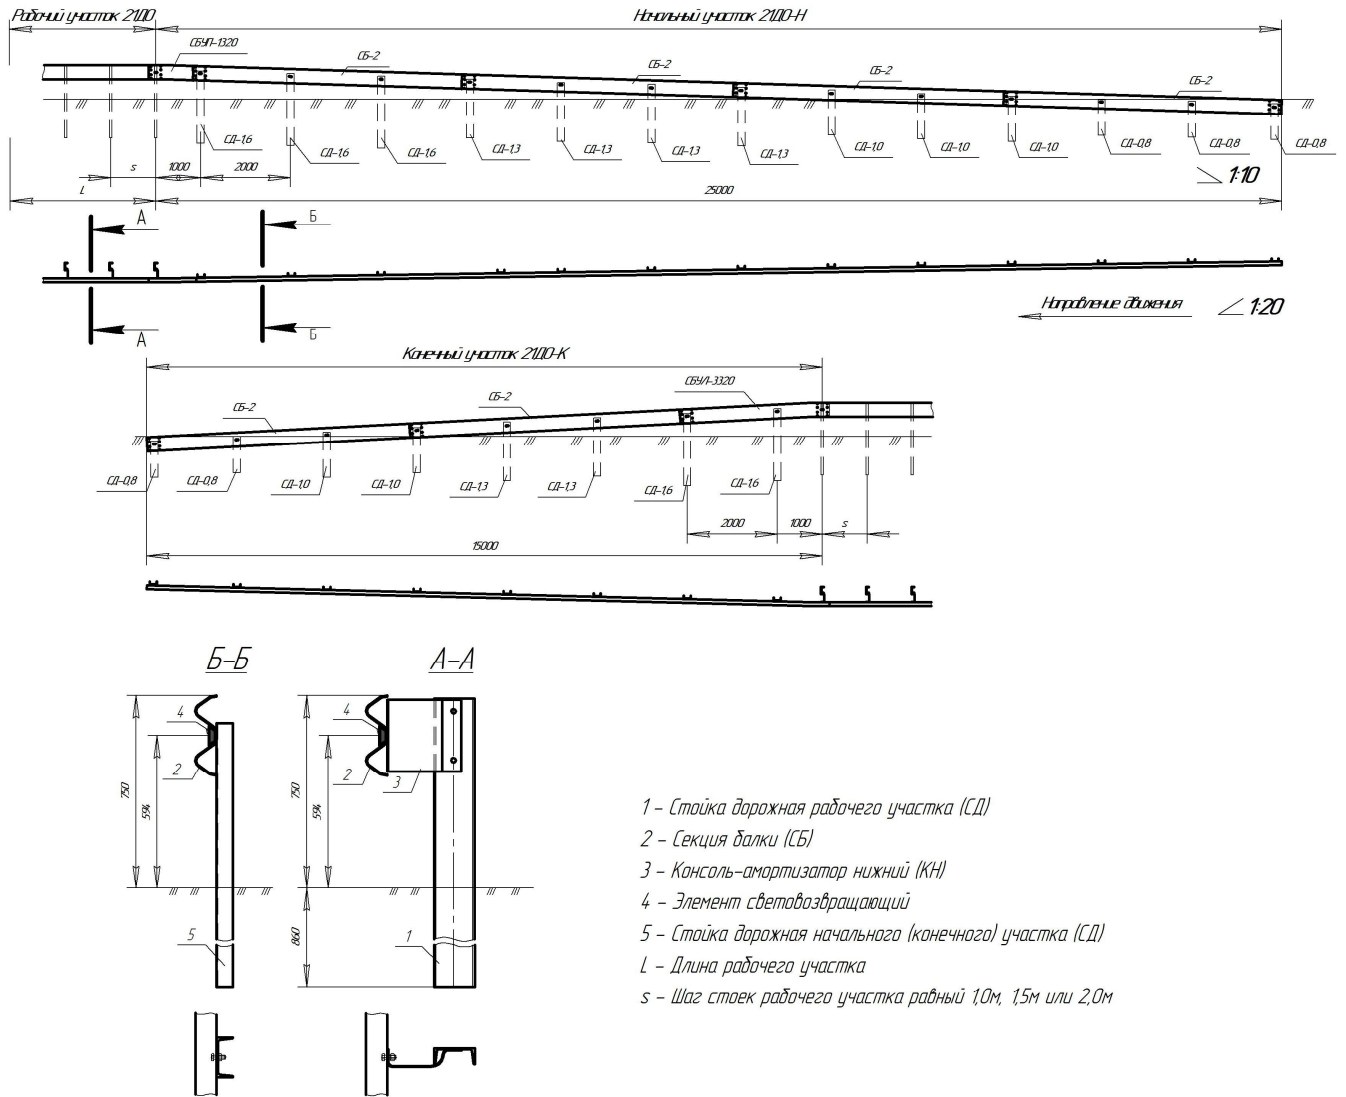 Рабочий участок 21ДО Начальный участок 21ДО-Н
СБУП-1320 СБ-2 СБ-2 СБ-2 СБ-2
СД-1,6 СД-1,6 СД-1,6 СД-1,3 СД-1,3 СД-1,3 СД-1,3 СД-1,0 СД-1,0 СД-1,0 СД-0,8 СД-0,8 СД-0,8
s 1000 2000 1:10
L 25000
А Б
Направление движения 1:20
А Б
Конечный участок 21ДО-К
СБ-2 СБ-2 СБУЛ-3320
СД-0,8 СД-0,8 СД-1,0 СД-1,0 СД-1,3 СД-1,3 СД-1,6 СД-1,6
2000 1000 s
15000
Б-Б А-А
4 4
2 2 3
750 594 750 594
860
5 1
1 - Стойка дорожная рабочего участка (СД)
2 - Секция балки (СБ)
3 - Консоль-амортизатор нижний (КН)
4 - Элемент световозвращающий
5 - Стойка дорожная начального (конечного) участка (СД)
L - Длина рабочего участка
s - Шаг стоек рабочего участка равный 1,0м, 1,5м или 2,0м